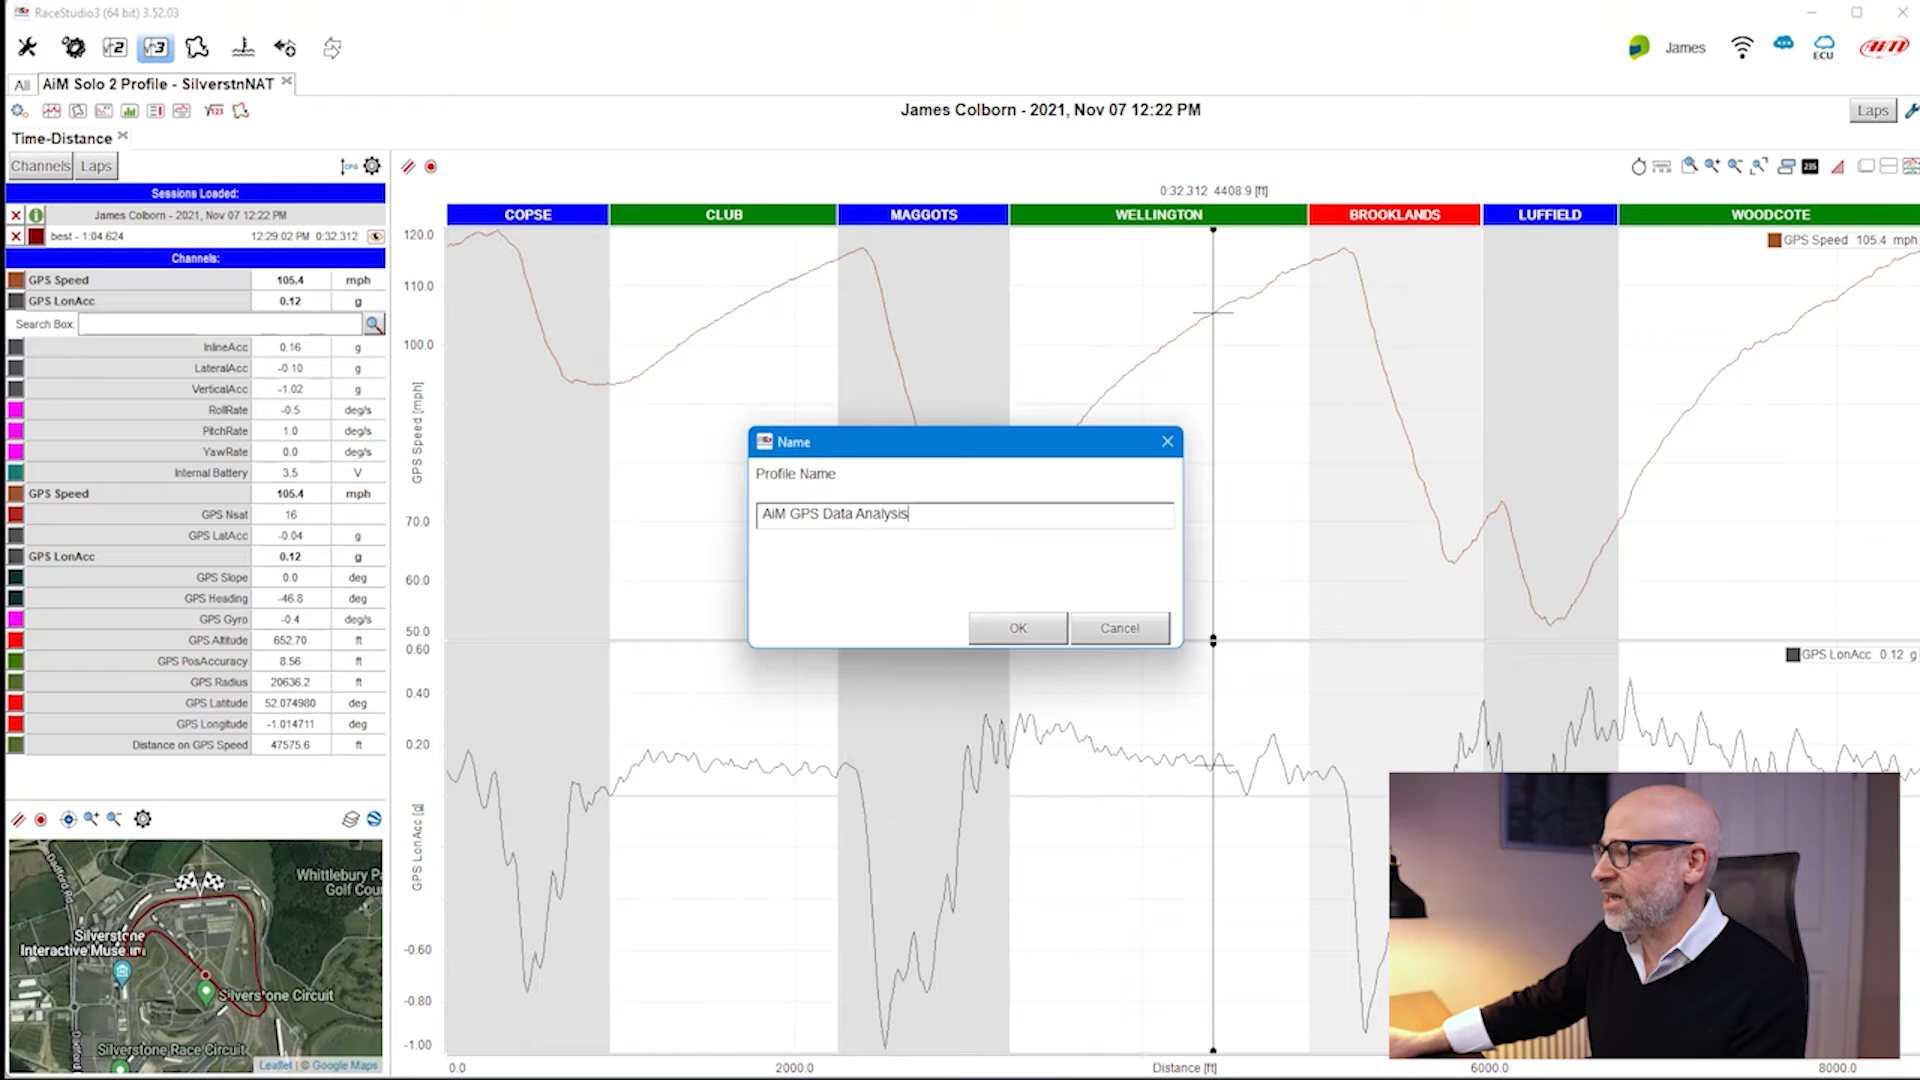 RaceStudio3 (64 bit) 3.52.03
James
ECU
AiM
All
AiM Solo 2 Profile - SilverstnNAT
James Colborn - 2021, Nov 07 12:22 PM
Laps
Time-Distance
Channels Laps
Sessions Loaded:
James Colborn - 2021, Nov 07 12:22 PM
best - 1:04.624 12:29:02 PM 0:32.312
Channels:
GPS Speed 105.4 mph
GPS LonAcc 0.12 g
Search Box:
InlineAcc 0.16 g
LateralAcc -0.10 g
VerticalAcc -1.02 g
RollRate -0.5 deg/s
PitchRate 1.0 deg/s
YawRate 0.0 deg/s
Internal Battery 3.5 V
GPS Speed 105.4 mph
GPS Nsat 16
GPS LatAcc -0.04 g
GPS LonAcc 0.12 g
GPS Slope 0.0 deg
GPS Heading -46.8 deg
GPS Gyro -0.4 deg/s
GPS Altitude 652.70 ft
GPS PosAccuracy 8.56 ft
GPS Radius 20636.2 ft
GPS Latitude 52.074980 deg
GPS Longitude -1.014711 deg
Distance on GPS Speed 47575.6 ft
Whittlebury Pa
Golf Cou
Dadford Rd
Silverstone
Interactive Museum
Silverstone Circuit
Silverstone Race Circuit
Leaflet | © Google Maps
0:32.312 4408.9 [ft]
COPSE CLUB MAGGOTS WELLINGTON BROOKLANDS LUFFIELD WOODCOTE
GPS Speed 105.4 mph
120.0
110.0
100.0
70.0
60.0
50.0
GPS Speed [mph]
Name
Profile Name
AiM GPS Data Analysis
OK Cancel
GPS LonAcc 0.12 g
0.60
0.40
0.20
-0.60
-0.80
-1.00
GPS LonAcc [g]
0.0 2000.0 Distance [ft] 6000.0 8000.0